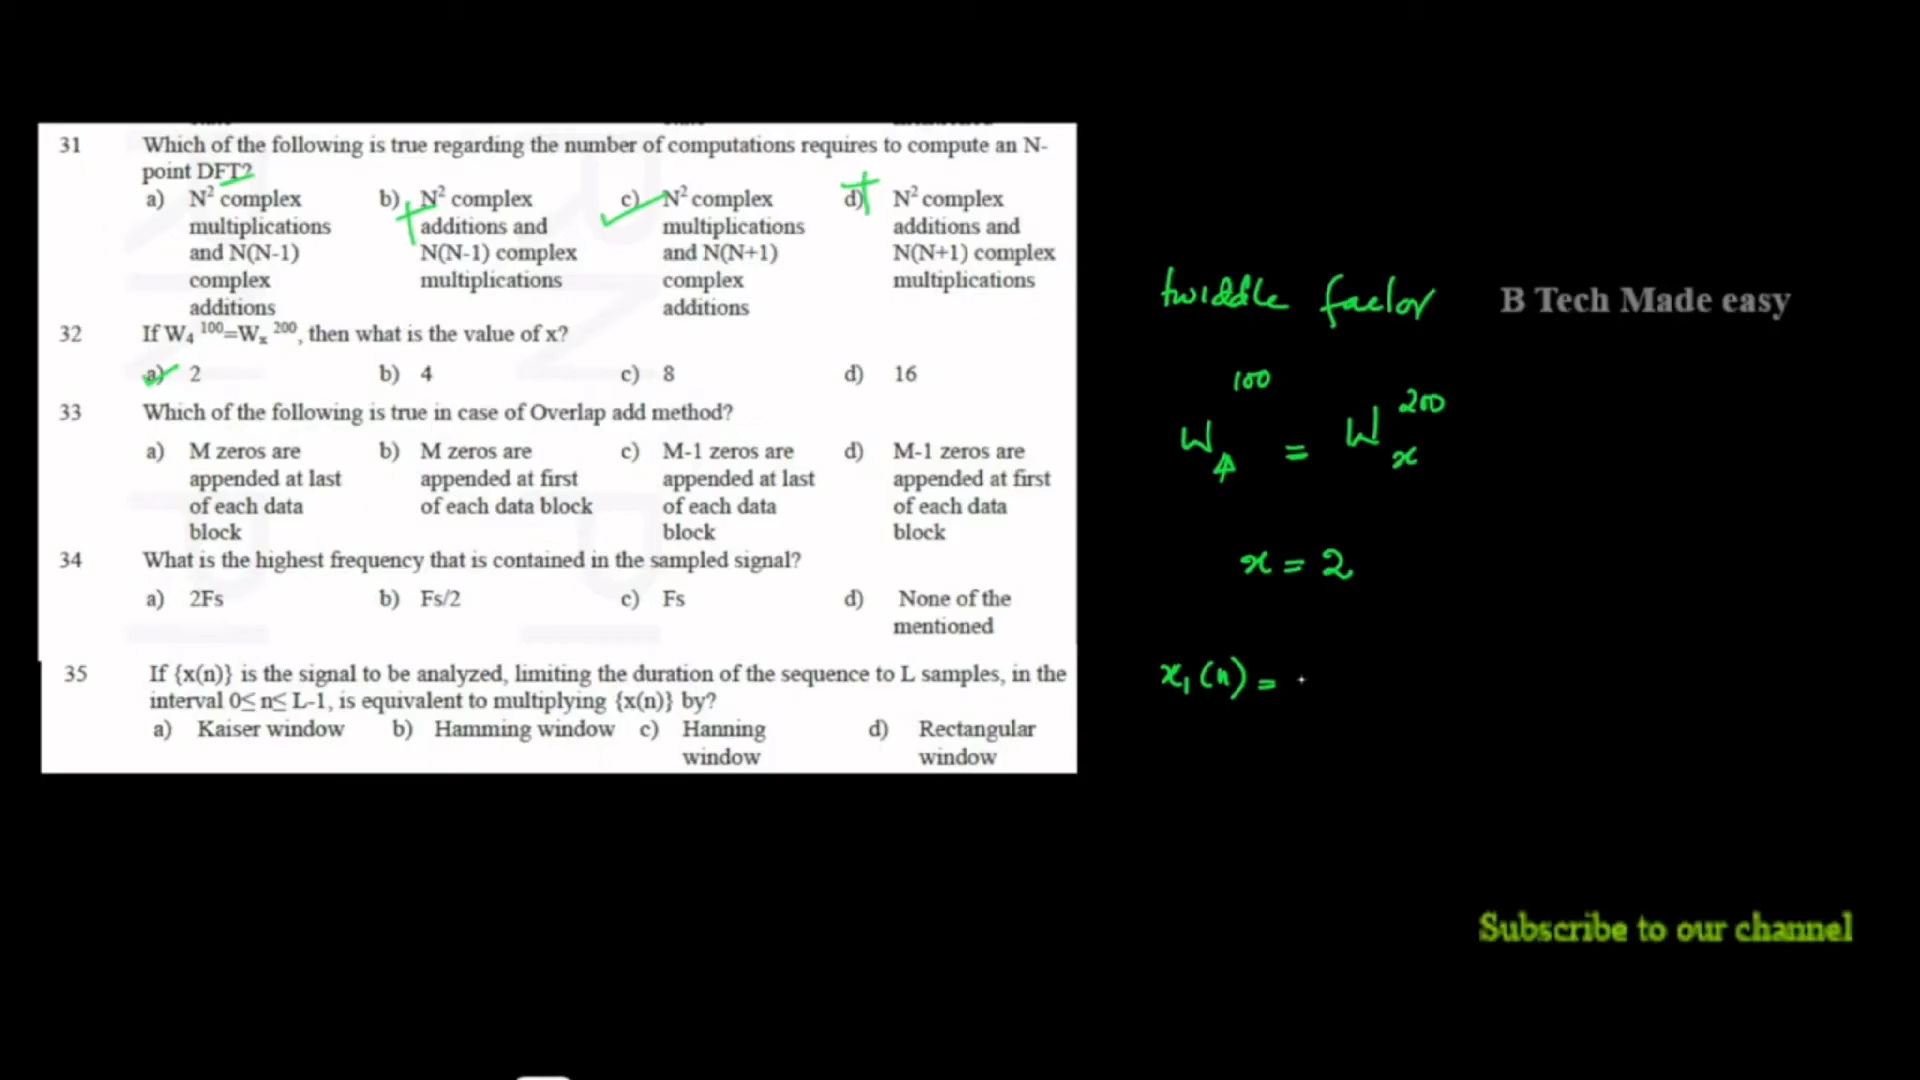 31 Which of the following is true regarding the number of computations requires to compute an N-
point DFT?
a) N² complex b) N² complex c) N² complex d) N² complex
multiplications additions and multiplications additions and
and N(N-1) N(N-1) complex and N(N+1) N(N+1) complex
complex multiplications complex multiplications
additions additions
32 If W₄ ¹⁰⁰=Wₓ ²⁰⁰, then what is the value of x?
a) 2 b) 4 c) 8 d) 16
33 Which of the following is true in case of Overlap add method?
a) M zeros are b) M zeros are c) M-1 zeros are d) M-1 zeros are
appended at last appended at first appended at last appended at first
of each data of each data block of each data of each data
block block block
34 What is the highest frequency that is contained in the sampled signal?
a) 2Fs b) Fs/2 c) Fs d) None of the
mentioned
35 If {x(n)} is the signal to be analyzed, limiting the duration of the sequence to L samples, in the
interval 0≤ n≤ L-1, is equivalent to multiplying {x(n)} by?
a) Kaiser window b) Hamming window c) Hanning d) Rectangular
window window
twiddle factor
B Tech Made easy
W₄¹⁰⁰ = Wₓ²⁰⁰
x = 2
x₁(n) =
Subscribe to our channel